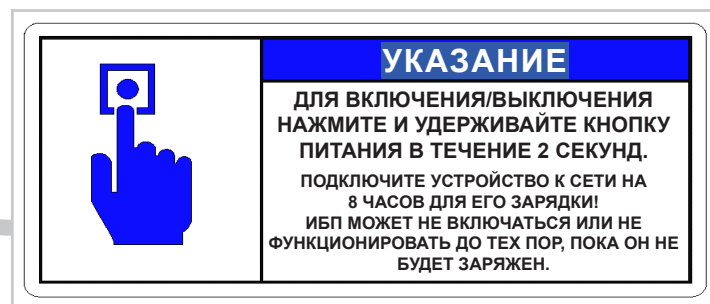 УКАЗАНИЕ
ДЛЯ ВКЛЮЧЕНИЯ/ВЫКЛЮЧЕНИЯ
НАЖМИТЕ И УДЕРЖИВАЙТЕ КНОПКУ
ПИТАНИЯ В ТЕЧЕНИЕ 2 СЕКУНД.
ПОДКЛЮЧИТЕ УСТРОЙСТВО К СЕТИ НА
8 ЧАСОВ ДЛЯ ЕГО ЗАРЯДКИ!
ИБП МОЖЕТ НЕ ВКЛЮЧАТЬСЯ ИЛИ НЕ
ФУНКЦИОНИРОВАТЬ ДО ТЕХ ПОР, ПОКА ОН НЕ
БУДЕТ ЗАРЯЖЕН.